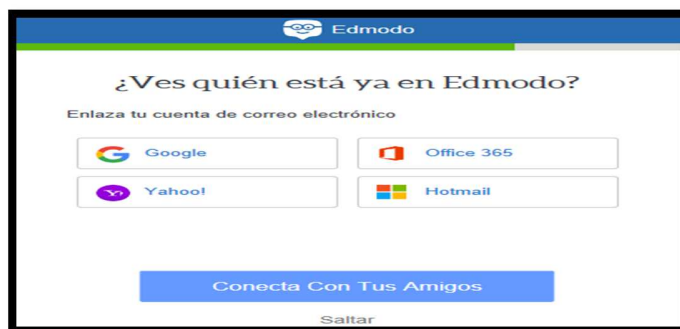 Edmodo
¿Ves quién está ya en Edmodo?
Enlaza tu cuenta de correo electrónico
Google
Office 365
Yahoo!
Hotmail
Conecta Con Tus Amigos
Saltar